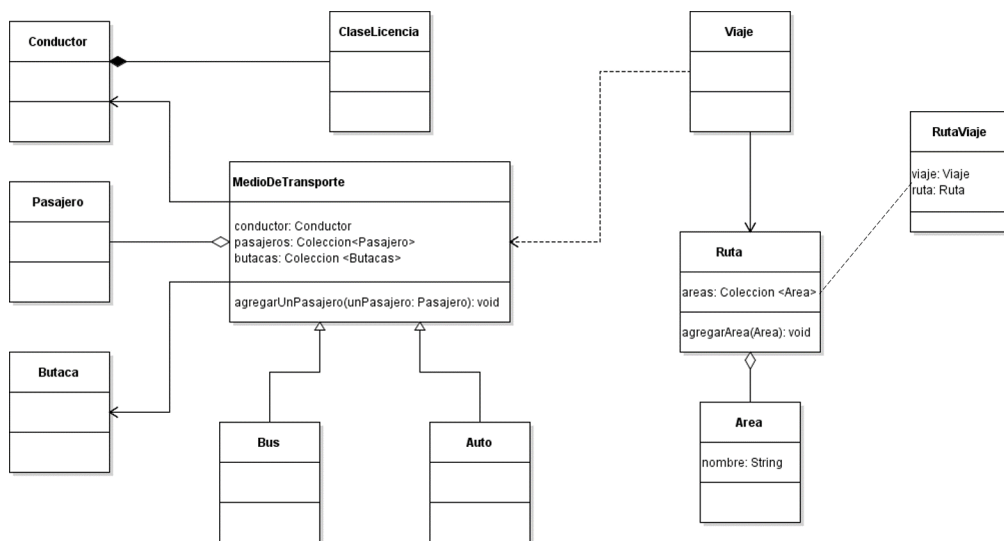 Conductor
ClaseLicencia
Viaje
RutaViaje
viaje: Viaje
ruta: Ruta
MedioDeTransporte
conductor: Conductor
pasajeros: Coleccion<Pasajero>
butacas: Coleccion <Butacas>
agregarUnPasajero(unPasajero: Pasajero): void
Pasajero
Ruta
areas: Coleccion <Area>
agregarArea(Area): void
Butaca
Bus
Auto
Area
nombre: String